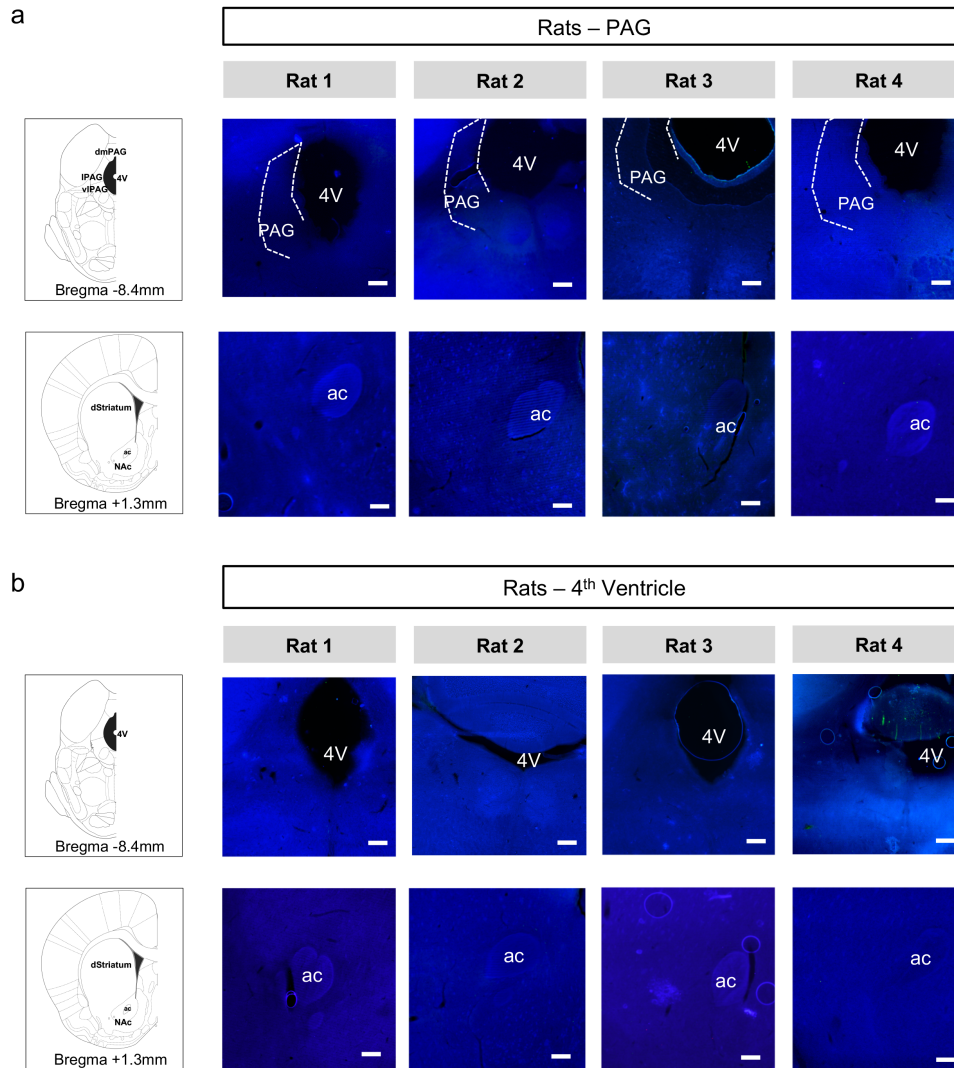 a
Rats – PAG
Rat 1
Rat 2
Rat 3
Rat 4
dmPAG
lPAG
4V
vlPAG
Bregma -8.4mm
4V
PAG
4V
PAG
4V
PAG
4V
PAG
dStriatum
ac
NAc
Bregma +1.3mm
ac
ac
ac
ac
b
Rats – 4th Ventricle
Rat 1
Rat 2
Rat 3
Rat 4
4V
Bregma -8.4mm
4V
4V
4V
4V
dStriatum
ac
NAc
Bregma +1.3mm
ac
ac
ac
ac